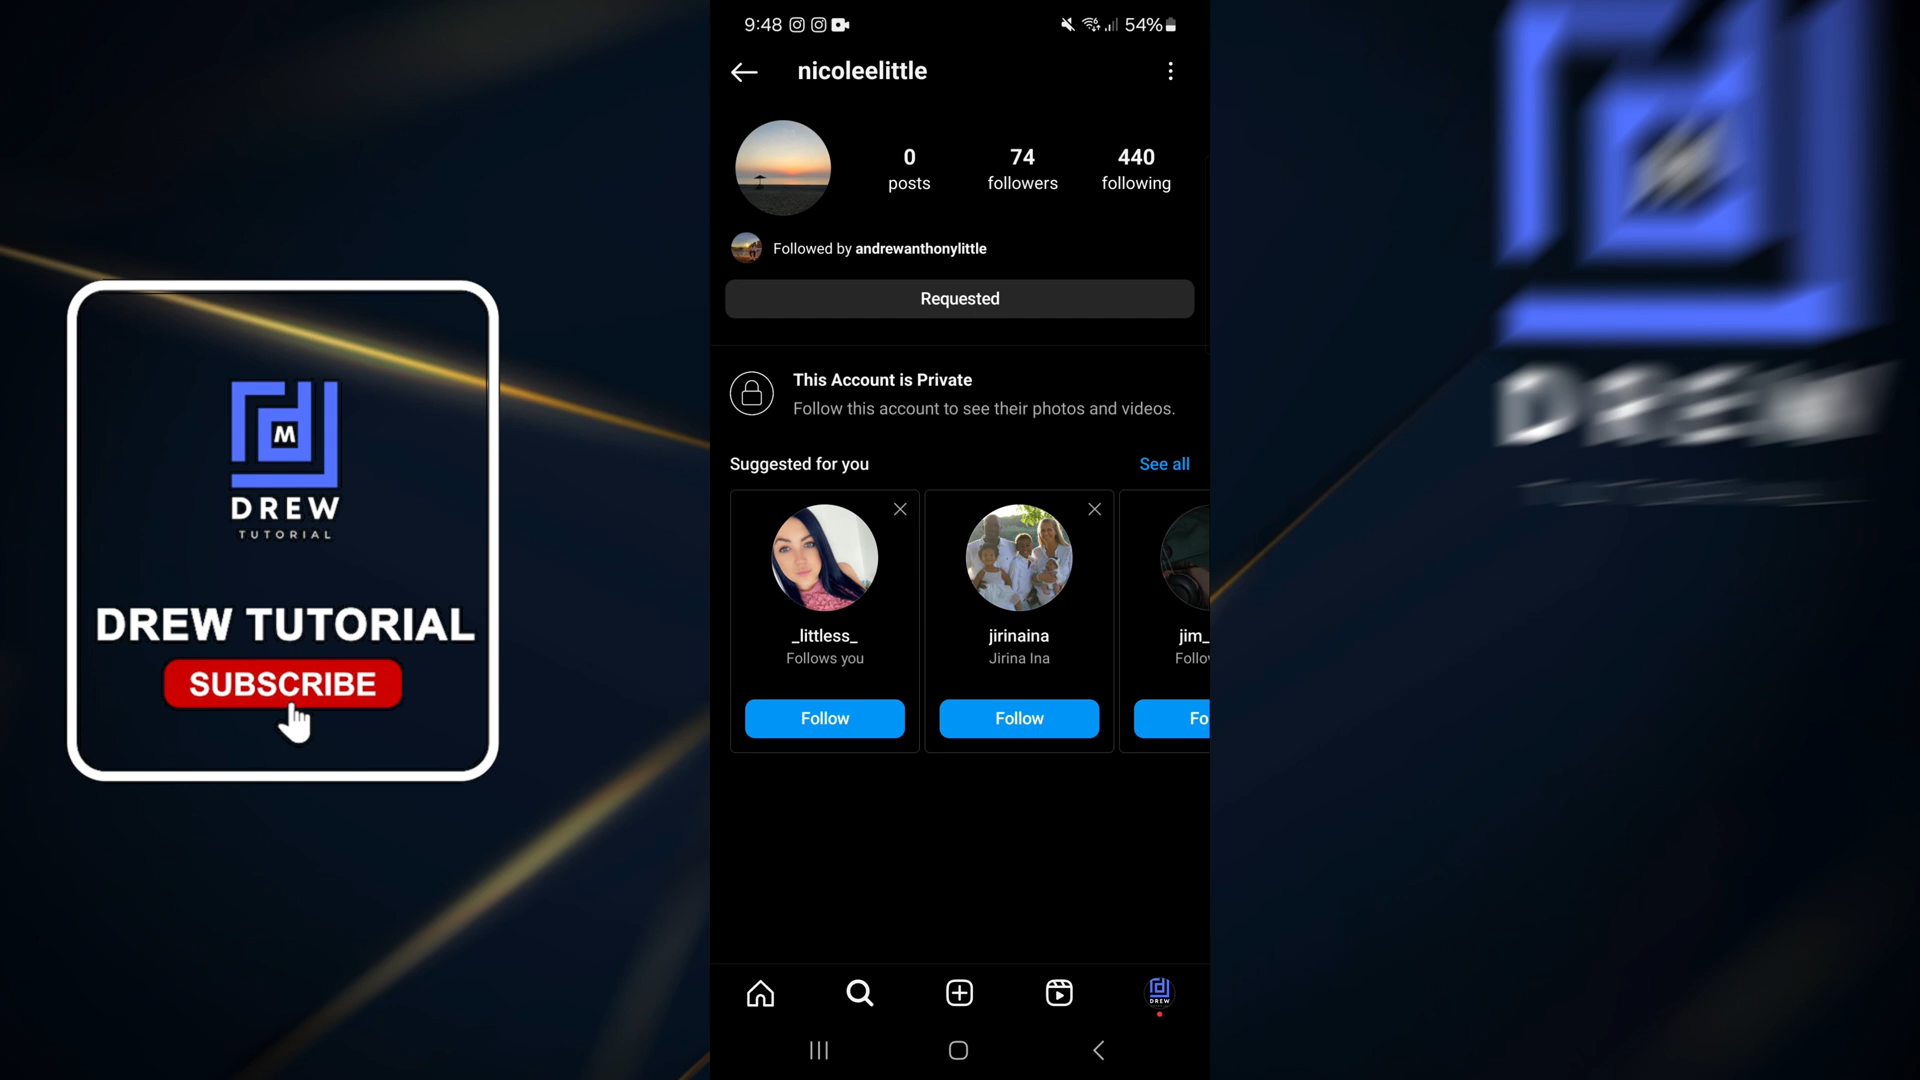 9:48
54%
nicoleelittle
0
posts
74
followers
440
following
Followed by andrewanthonylittle
Requested
This Account is Private
Follow this account to see their photos and videos.
Suggested for you
See all
_littless_
Follows you
Follow
jirinaina
Jirina Ina
Follow
jim_
Follo
Fo
DREW
M
DREW
TUTORIAL
DREW TUTORIAL
SUBSCRIBE
DREW